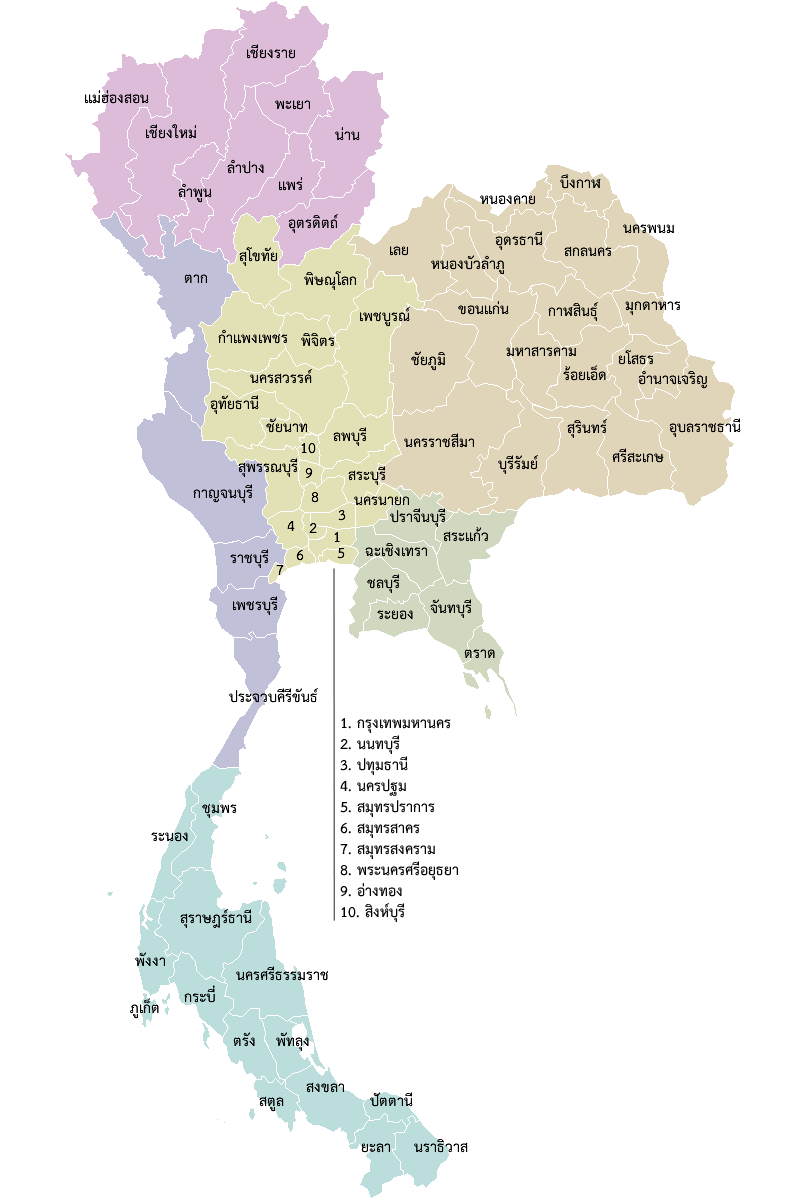 เชียงราย
แม่ฮ่องสอน
พะเยา
เชียงใหม่
น่าน
ลำปาง
แพร่
ลำพูน
อุตรดิตถ์
บึงกาฬ
หนองคาย
นครพนม
อุดรธานี
เลย
สกลนคร
หนองบัวลำภู
สุโขทัย
ตาก
พิษณุโลก
เพชรบูรณ์
ขอนแก่น
กาฬสินธุ์
มุกดาหาร
กำแพงเพชร
พิจิตร
ชัยภูมิ
มหาสารคาม
ยโสธร
ร้อยเอ็ด
อำนาจเจริญ
นครสวรรค์
อุทัยธานี
ชัยนาท
ลพบุรี
นครราชสีมา
สุรินทร์
อุบลราชธานี
บุรีรัมย์
ศรีสะเกษ
10
สุพรรณบุรี
9
สระบุรี
กาญจนบุรี
8
นครนายก
3
ปราจีนบุรี
4
2
1
สระแก้ว
ราชบุรี
6
5
ฉะเชิงเทรา
7
ชลบุรี
เพชรบุรี
ระยอง
จันทบุรี
ตราด
ประจวบคีรีขันธ์
1. กรุงเทพมหานคร
2. นนทบุรี
3. ปทุมธานี
4. นครปฐม
5. สมุทรปราการ
6. สมุทรสาคร
7. สมุทรสงคราม
8. พระนครศรีอยุธยา
9. อ่างทอง
10. สิงห์บุรี
ชุมพร
ระนอง
สุราษฎร์ธานี
พังงา
นครศรีธรรมราช
กระบี่
ภูเก็ต
ตรัง
พัทลุง
สงขลา
สตูล
ปัตตานี
ยะลา
นราธิวาส